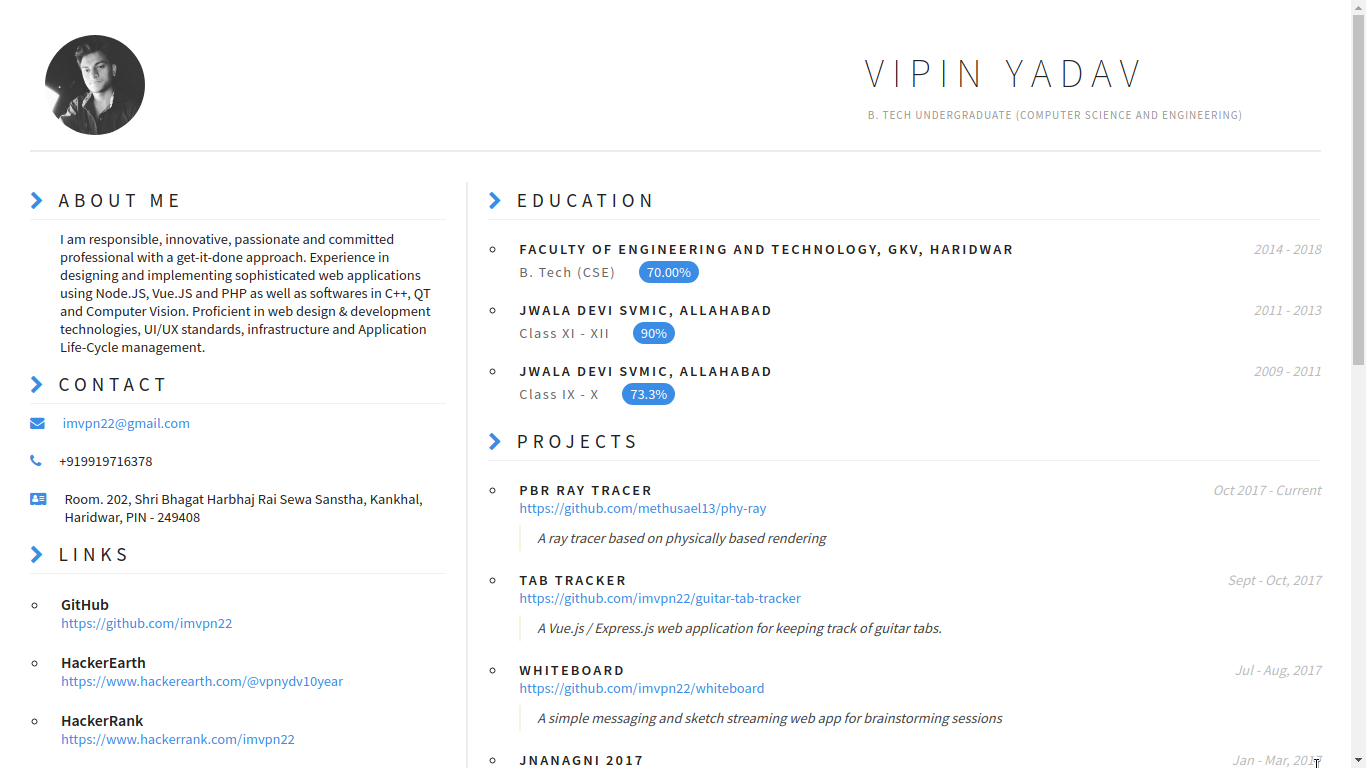 VIPIN YADAV
B. TECH UNDERGRADUATE (COMPUTER SCIENCE AND ENGINEERING)
ABOUT ME
I am responsible, innovative, passionate and committed
professional with a get-it-done approach. Experience in
designing and implementing sophisticated web applications
using Node.JS, Vue.JS and PHP as well as softwares in C++, QT
and Computer Vision. Proficient in web design & development
technologies, UI/UX standards, infrastructure and Application
Life-Cycle management.
CONTACT
imvpn22@gmail.com
+919919716378
Room. 202, Shri Bhagat Harbhaj Rai Sewa Sanstha, Kankhal,
Haridwar, PIN - 249408
LINKS
GitHub
https://github.com/imvpn22
HackerEarth
https://www.hackerearth.com/@vpnydv10year
HackerRank
https://www.hackerrank.com/imvpn22
EDUCATION
FACULTY OF ENGINEERING AND TECHNOLOGY, GKV, HARIDWAR 2014 - 2018
B. Tech (CSE) 70.00%
JWALA DEVI SVMIC, ALLAHABAD 2011 - 2013
Class XI - XII 90%
JWALA DEVI SVMIC, ALLAHABAD 2009 - 2011
Class IX - X 73.3%
PROJECTS
PBR RAY TRACER Oct 2017 - Current
https://github.com/methusael13/phy-ray
A ray tracer based on physically based rendering
TAB TRACKER Sept - Oct, 2017
https://github.com/imvpn22/guitar-tab-tracker
A Vue.js / Express.js web application for keeping track of guitar tabs.
WHITEBOARD Jul - Aug, 2017
https://github.com/imvpn22/whiteboard
A simple messaging and sketch streaming web app for brainstorming sessions
JNANAGNI 2017 Jan - Mar, 2017